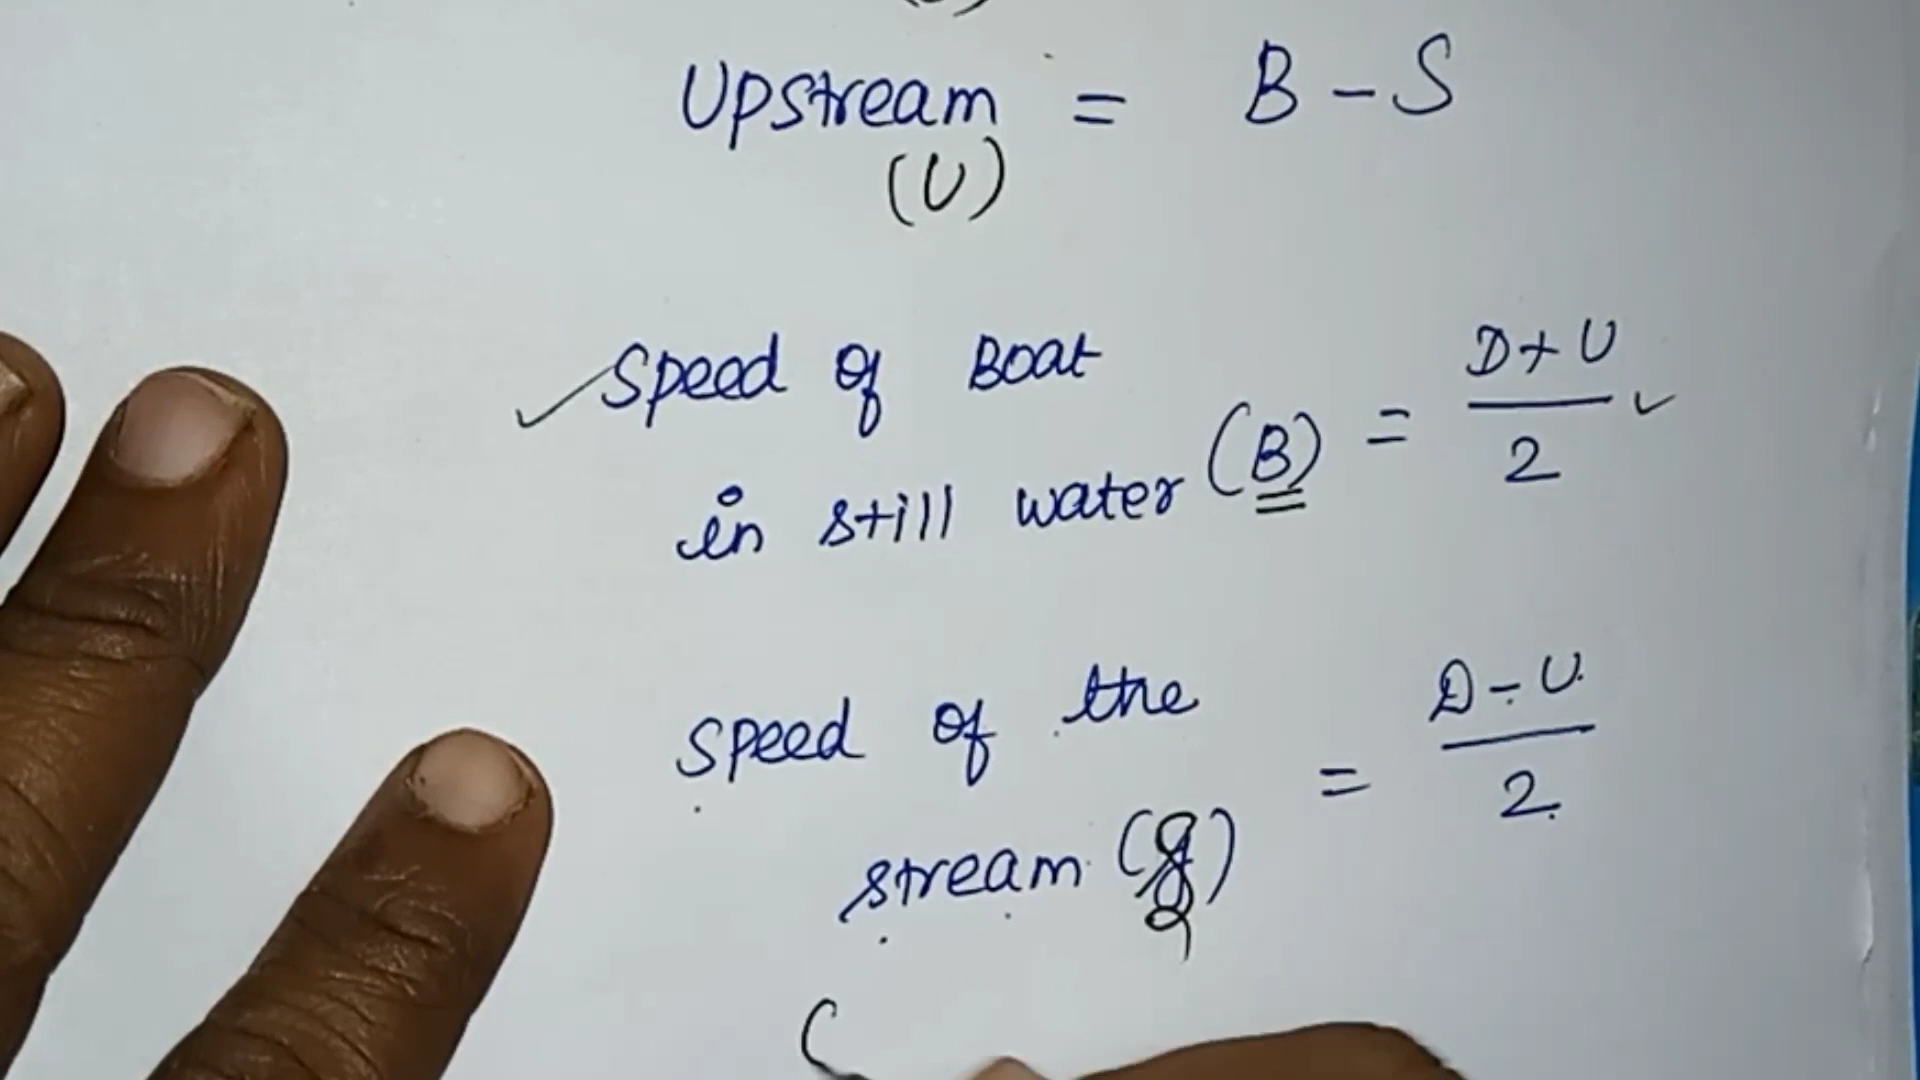 Upstream = B - S
(U)
Speed of Boat
in still water (B) = D + U / 2
Speed of the
stream = D - U / 2